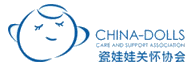 CHINA-DOLLS
CARE AND SUPPORT ASSOCIATION
瓷娃娃关怀协会